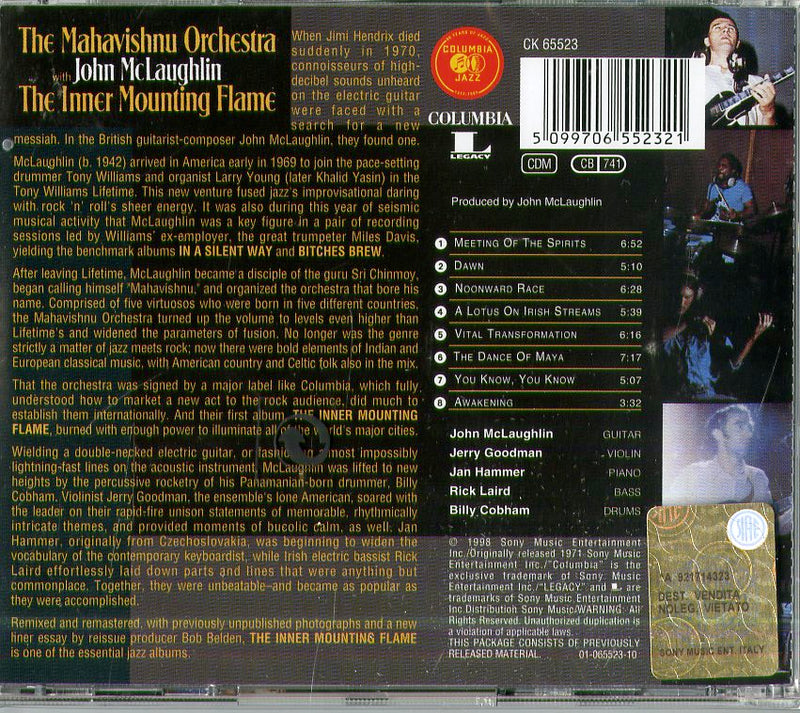 The Mahavishnu Orchestra
with John McLaughlin
The Inner Mounting Flame
When Jimi Hendrix died
suddenly in 1970,
connoisseurs of high-
decibel sounds unheard
on the electric guitar
were faced with a
search for a new
messiah. In the British guitarist-composer John McLaughlin, they found one.
McLaughlin (b. 1942) arrived in America early in 1969 to join the pace-setting
drummer Tony Williams and organist Larry Young (later Khalid Yasin) in the
Tony Williams Lifetime. This new venture fused jazz's improvisational daring
with rock 'n' roll's sheer energy. It was also during this year of seismic
musical activity that McLaughlin was a key figure in a pair of recording
sessions led by Williams' ex-employer, the great trumpeter Miles Davis,
yielding the benchmark albums IN A SILENT WAY and BITCHES BREW.
After leaving Lifetime, McLaughlin became a disciple of the guru Sri Chinmoy,
began calling himself "Mahavishnu," and organized the orchestra that bore his
name. Comprised of five virtuosos who were born in five different countries,
the Mahavishnu Orchestra turned up the volume to levels even higher than
Lifetime's and widened the parameters of fusion. No longer was the genre
strictly a matter of jazz meets rock; now there were bold elements of Indian and
European classical music, with American country and Celtic folk also in the mix.
That the orchestra was signed by a major label like Columbia, which fully
understood how to market a new act to the rock audience, did much to
establish them internationally. And their first album, THE INNER MOUNTING
FLAME, burned with enough power to illuminate all the world's major cities.
Wielding a double-necked electric guitar, or fashioning most impossibly
lightning-fast lines on the acoustic instrument, McLaughlin was lifted to new
heights by the percussive rocketry of his Panamanian-born drummer, Billy
Cobham. Violinist Jerry Goodman, the ensemble's lone American, soared with
the leader on their rapid-fire unison statements of memorable, rhythmically
intricate themes, and provided moments of bucolic calm, as well. Jan
Hammer, originally from Czechoslovakia, was beginning to widen the
vocabulary of the contemporary keyboardist, while Irish electric bassist Rick
Laird effortlessly laid down parts and lines that were anything but
commonplace. Together, they were unbeatable–and became as popular as
they were accomplished.
Remixed and remastered, with previously unpublished photographs and a new
liner essay by reissue producer Bob Belden, THE INNER MOUNTING FLAME
is one of the essential jazz albums.
COLUMBIA
JAZZ
COLUMBIA
L
LEGACY
CK 65523
5 099706 552321
CDM CB 741
Produced by John McLaughlin
1 MEETING OF THE SPIRITS 6:52
2 DAWN 5:10
3 NOONWARD RACE 6:28
4 A LOTUS ON IRISH STREAMS 5:39
5 VITAL TRANSFORMATION 6:16
6 THE DANCE OF MAYA 7:17
7 YOU KNOW, YOU KNOW 5:07
8 AWAKENING 3:32
John McLaughlin GUITAR
Jerry Goodman VIOLIN
Jan Hammer PIANO
Rick Laird BASS
Billy Cobham DRUMS
℗ © 1998 Sony Music Entertainment
Inc./Originally released 1971 Sony Music
Entertainment Inc./"Columbia" is the
exclusive trademark of Sony Music
Entertainment Inc./"LEGACY" and L are
trademarks of Sony Music Entertainment
Inc./Distribution Sony Music/WARNING: All
Rights Reserved. Unauthorized duplication is
a violation of applicable laws.
THIS PACKAGE CONSISTS OF PREVIOUSLY
RELEASED MATERIAL. 01-065523-10
SIAE
*A 921714323
DEST. VENDITA
NOLEG. VIETATO
SONY MUSIC ENT. ITALY